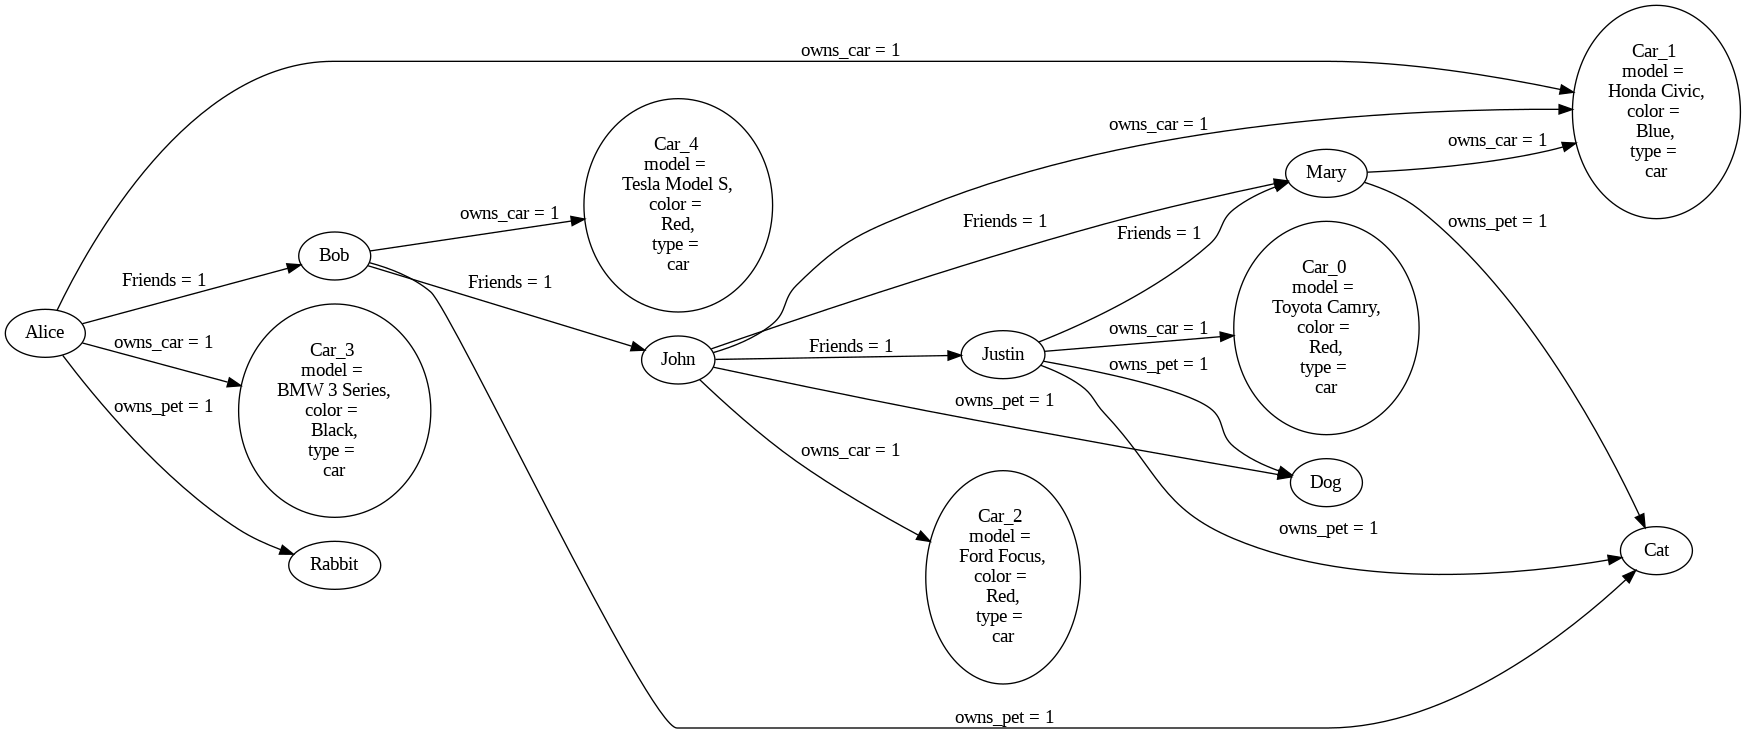 owns_car = 1
Car_1
model =
Honda Civic,
color =
Blue,
type =
car
owns_car = 1
owns_car = 1
Mary
Car_4
model =
Tesla Model S,
color =
Red,
type =
car
owns_car = 1
Friends = 1
Friends = 1
owns_pet = 1
Bob
Friends = 1
Friends = 1
Car_0
model =
Toyota Camry,
color =
Red,
type =
car
owns_car = 1
Alice
owns_car = 1
Car_3
model =
BMW 3 Series,
color =
Black,
type =
car
John
Friends = 1
Justin
owns_pet = 1
owns_pet = 1
owns_pet = 1
owns_car = 1
Dog
Car_2
model =
Ford Focus,
color =
Red,
type =
car
owns_pet = 1
Rabbit
Cat
owns_pet = 1